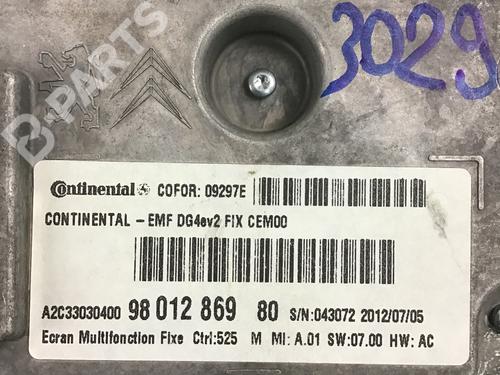 3029
B-PARTS
Continental COFOR: 09297E
CONTINENTAL - EMF DG4ev2 FIX CEM00
A2C33030400 98 012 869 80 S/N:043072 2012/07/05
Ecran Multifonction Fixe Ctrl:525 M MI: A.01 SW:07.00 HW: AC